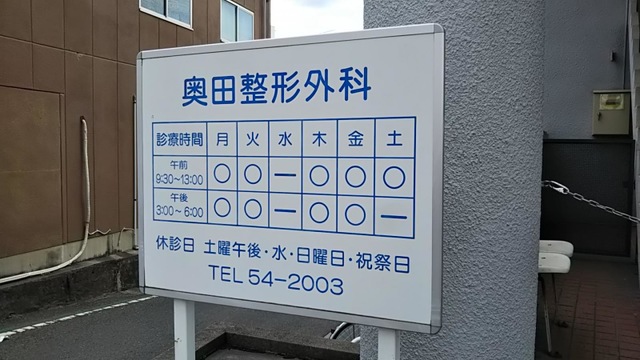 奥田整形外科
診療時間 月 火 水 木 金 土
午前
9:30~13:00 ○ ○ ー ○ ○ ○
午後
3:00~6:00 ○ ○ ー ○ ○ ー
休診日 土曜午後・水・日曜日・祝祭日
TEL 54-2003